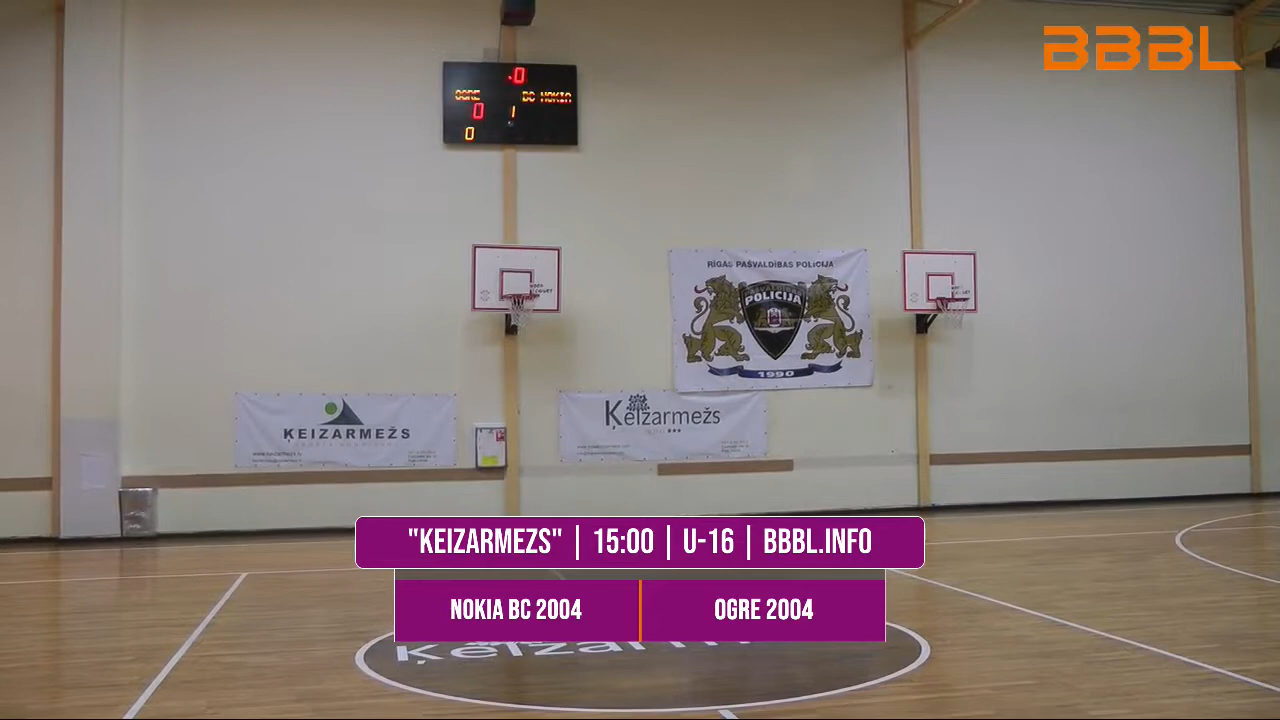 BBBL
.0
OGRE BC NOKIA
0 1
0
RĪGAS PAŠVALDĪBAS POLICIJA
POLICIJA
1990
ĶEIZARMEŽS
Ķeizarmežs
"KEIZARMEZS" | 15:00 | U-16 | BBBL.INFO
NOKIA BC 2004
OGRE 2004